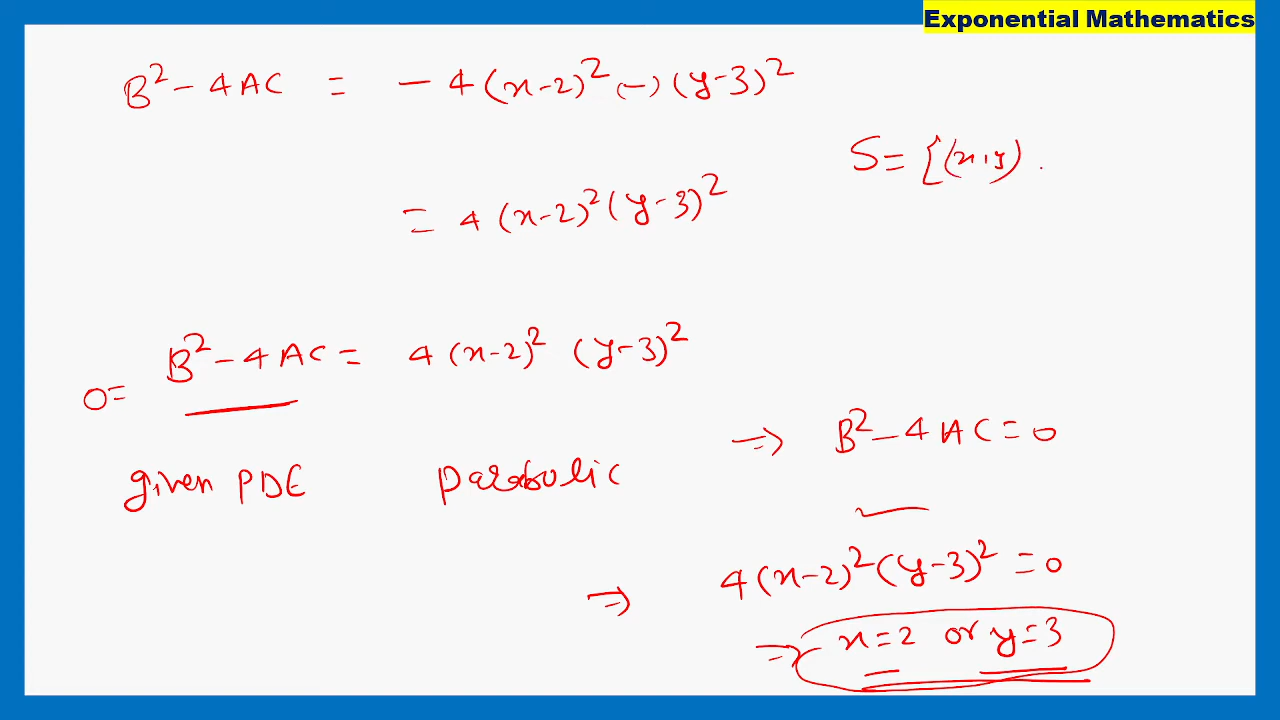 Exponential Mathematics
B² - 4AC = - 4(x-2)² (-) (y-3)²
S = {(x,y) .
= 4(x-2)² (y-3)²
0= B² - 4AC = 4(x-2)² (y-3)²
⇒ B² - 4AC = 0
given PDE parabolic
⇒ 4(x-2)² (y-3)² = 0
⇒ x=2 or y=3